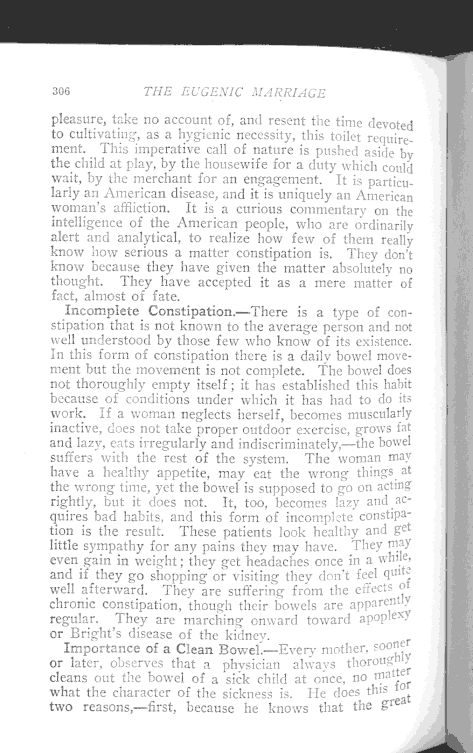 306 THE EUGENIC MARRIAGE
pleasure, take no account of, and resent the time devoted
to cultivating, as a hygienic necessity, this toilet require-
ment. This imperative call of nature is pushed aside by
the child at play, by the housewife for a duty which could
wait, by the merchant for an engagement. It is particu-
larly an American disease, and it is uniquely an American
woman's affliction. It is a curious commentary on the
intelligence of the American people, who are ordinarily
alert and analytical, to realize how few of them really
know how serious a matter constipation is. They don't
know because they have given the matter absolutely no
thought. They have accepted it as a mere matter of
fact, almost of fate.
Incomplete Constipation.—There is a type of con-
stipation that is not known to the average person and not
well understood by those few who know of its existence.
In this form of constipation there is a daily bowel move-
ment but the movement is not complete. The bowel does
not thoroughly empty itself; it has established this habit
because of conditions under which it has had to do its
work. If a woman neglects herself, becomes muscularly
inactive, does not take proper outdoor exercise, grows fat
and lazy, eats irregularly and indiscriminately,—the bowel
suffers with the rest of the system. The woman may
have a healthy appetite, may eat the wrong things at
the wrong time, yet the bowel is supposed to go on acting
rightly, but it does not. It, too, becomes lazy and ac-
quires bad habits, and this form of incomplete constipa-
tion is the result. These patients look healthy and get
little sympathy for any pains they may have. They may
even gain in weight; they get headaches once in a while,
and if they go shopping or visiting they don't feel quite
well afterward. They are suffering from the effects of
chronic constipation, though their bowels are apparently
regular. They are marching onward toward apoplexy
or Bright's disease of the kidney.
Importance of a Clean Bowel.—Every mother, sooner
or later, observes that a physician always thoroughly
cleans out the bowel of a sick child at once, no matter
what the character of the sickness is. He does this for
two reasons,—first, because he knows that the great